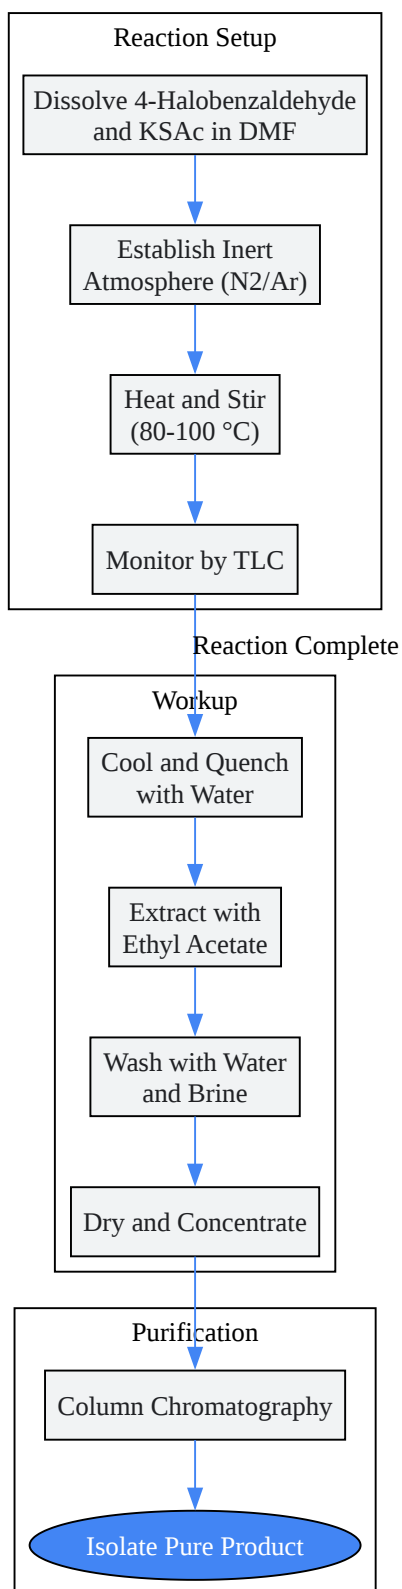 Reaction Setup
Dissolve 4-Halobenzaldehyde
and KSAc in DMF
Establish Inert
Atmosphere (N2/Ar)
Heat and Stir
(80-100 °C)
Monitor by TLC
Reaction Complete
Workup
Cool and Quench
with Water
Extract with
Ethyl Acetate
Wash with Water
and Brine
Dry and Concentrate
Purification
Column Chromatography
Isolate Pure Product